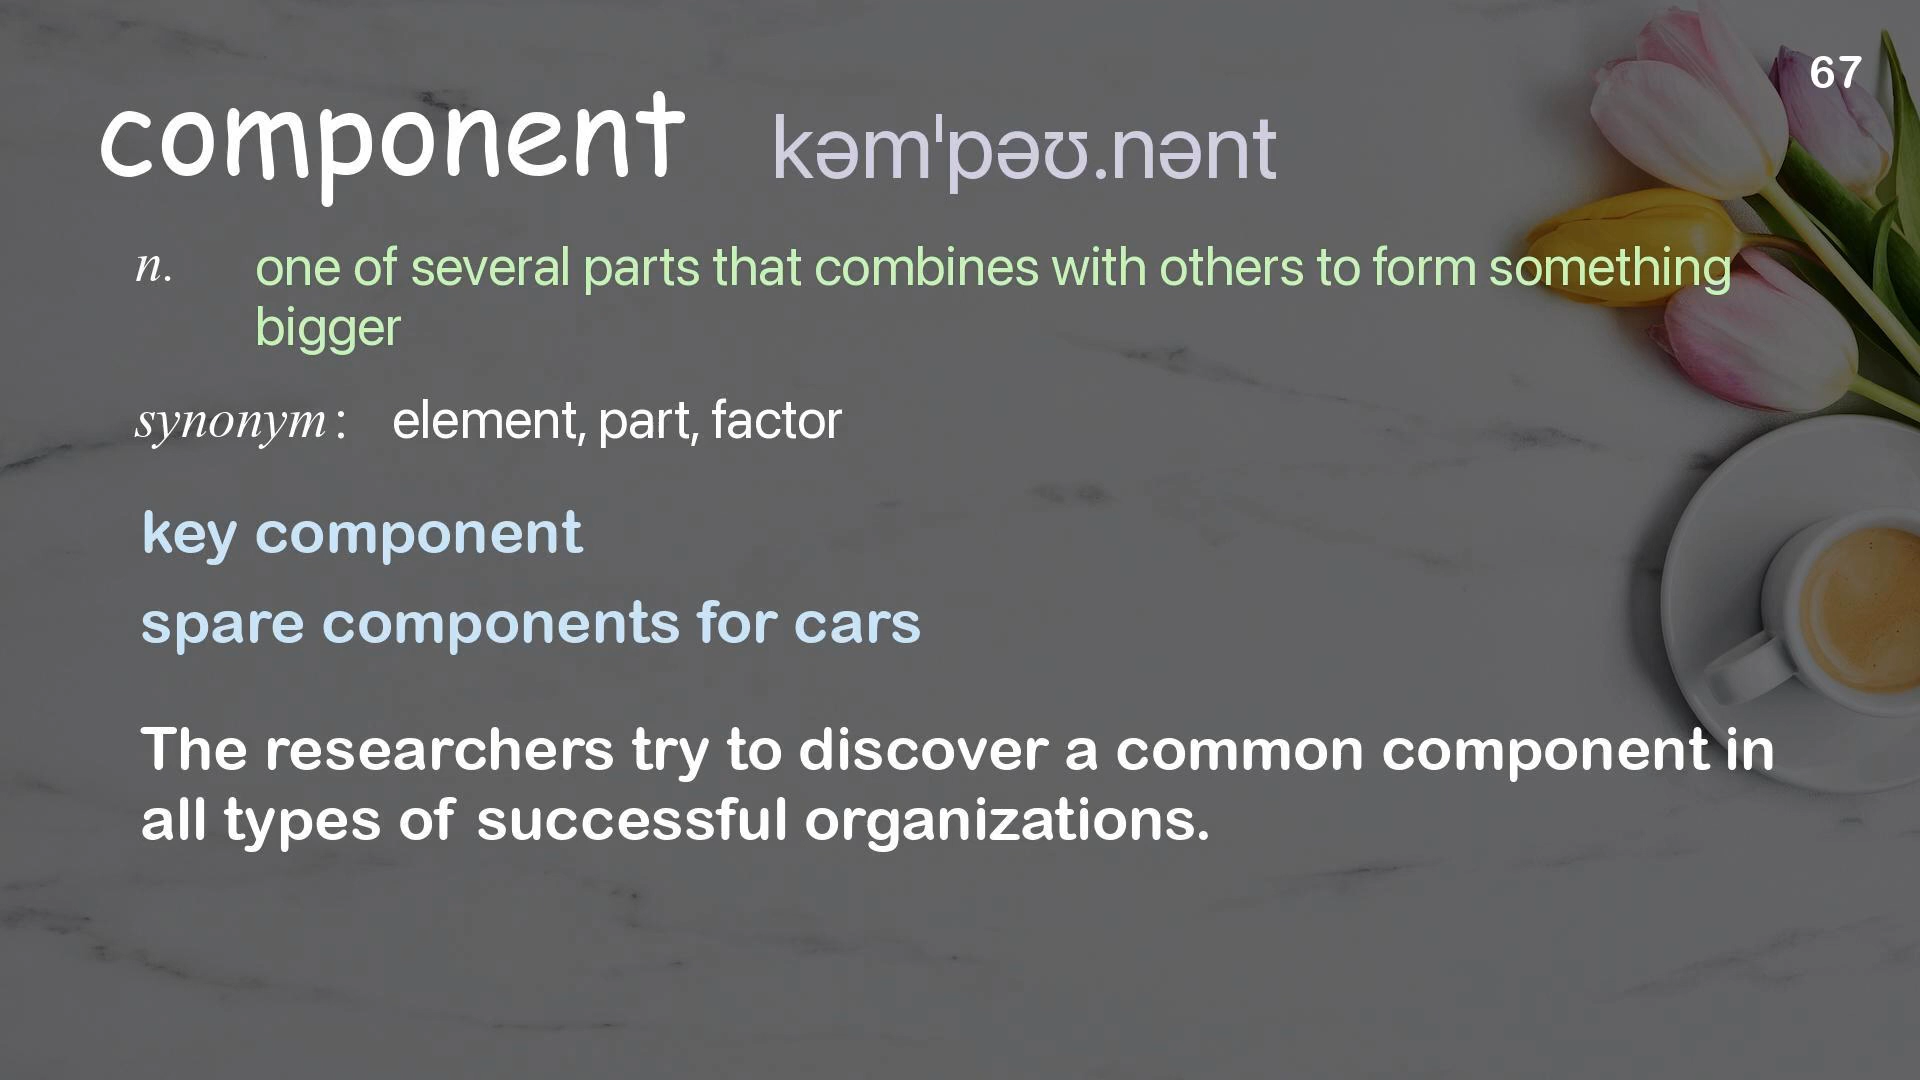 67
component kəmˈpəʊ.nənt
n. one of several parts that combines with others to form something
bigger
synonym: element, part, factor
key component
spare components for cars
The researchers try to discover a common component in
all types of successful organizations.